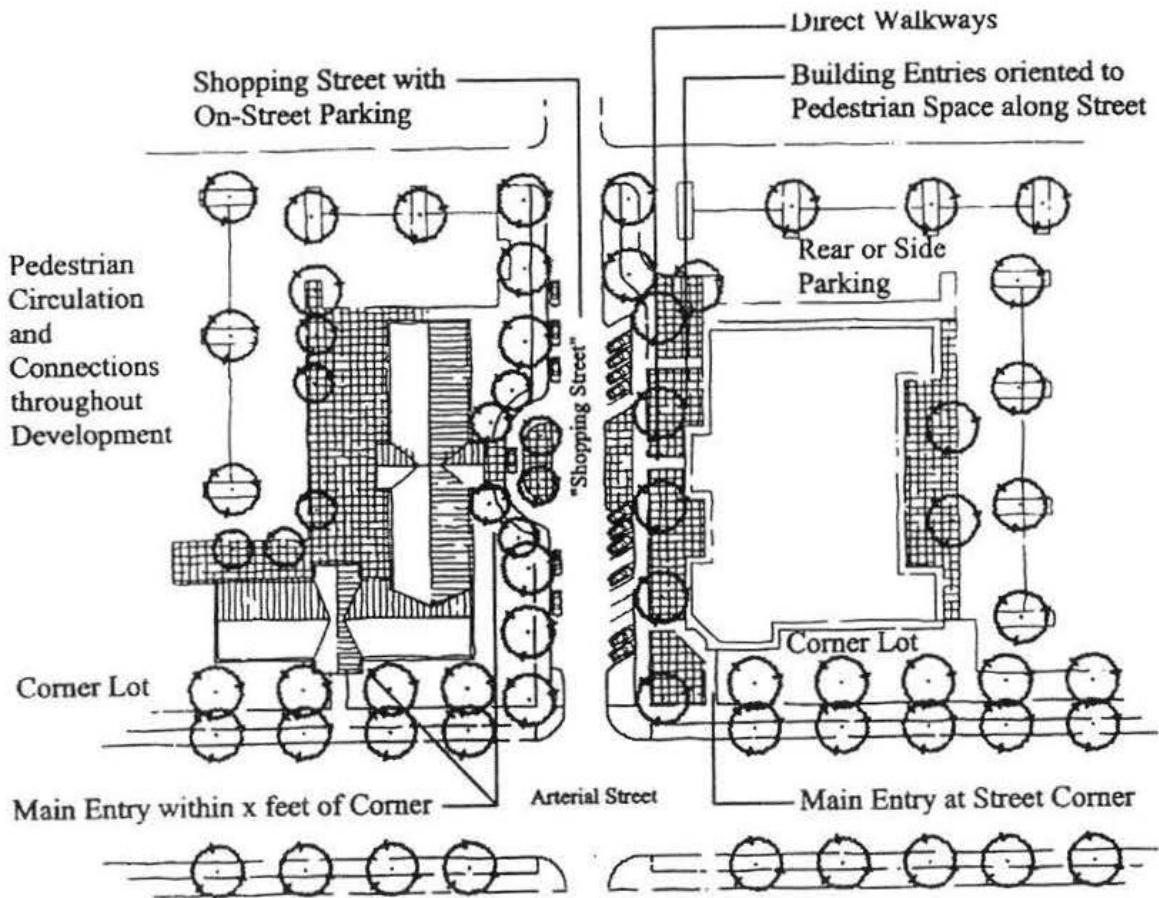 Direct Walkways
Shopping Street with
On-Street Parking
Building Entries oriented to
Pedestrian Space along Street
Pedestrian
Circulation
and
Connections
throughout
Development
Rear or Side
Parking
"Shopping Street"
Corner Lot
Corner Lot
Main Entry within x feet of Corner
Arterial Street
Main Entry at Street Corner